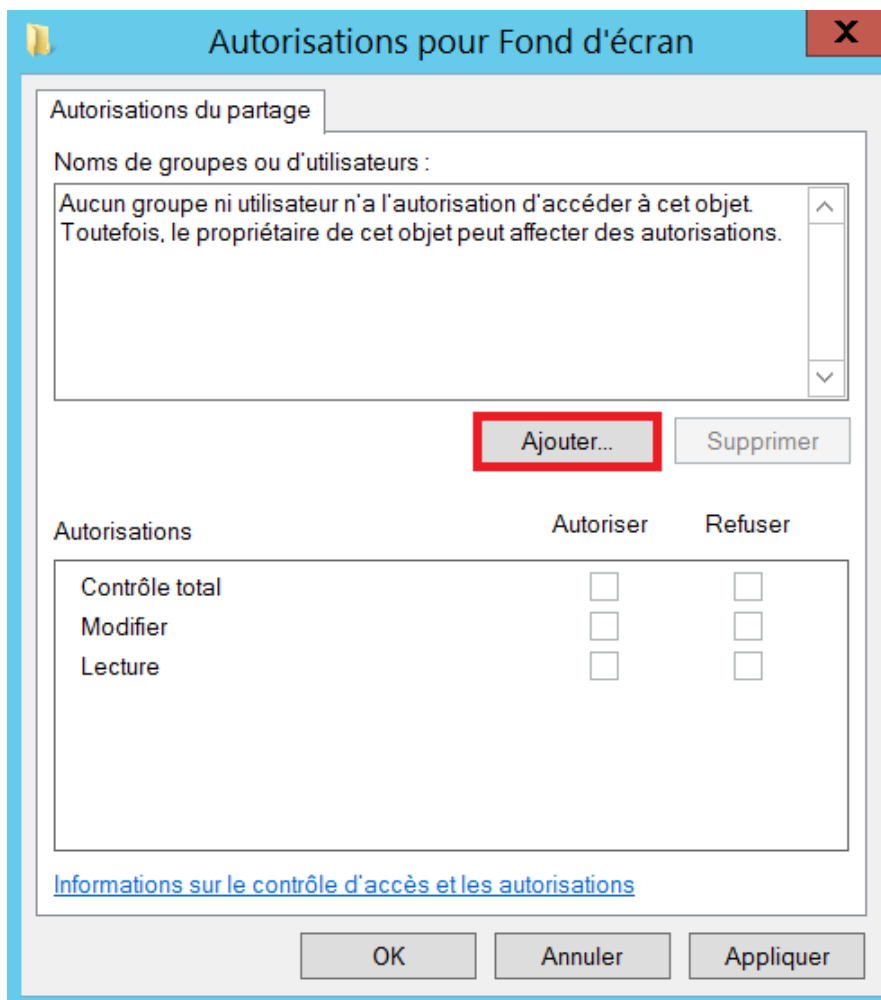 Autorisations pour Fond d'écran
X
Autorisations du partage
Noms de groupes ou d'utilisateurs :
Aucun groupe ni utilisateur n'a l'autorisation d'accéder à cet objet.
Toutefois, le propriétaire de cet objet peut affecter des autorisations.
Ajouter...
Supprimer
Autorisations
Autoriser
Refuser
Contrôle total
Modifier
Lecture
Informations sur le contrôle d'accès et les autorisations
OK
Annuler
Appliquer